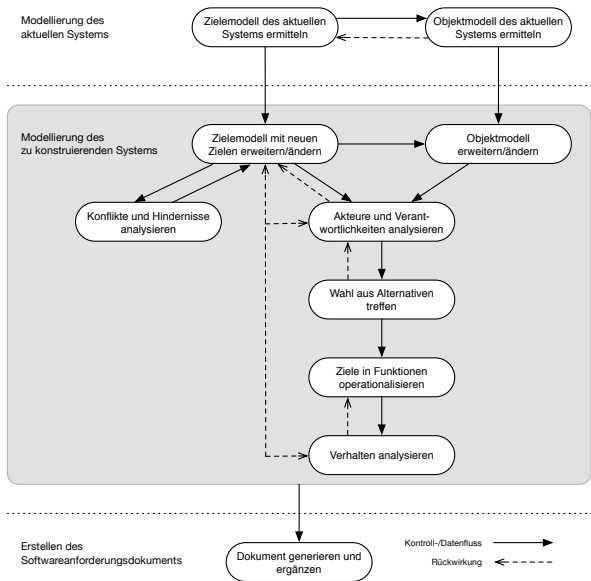 Modellierung des
aktuellen Systems
Zielemodell des aktuellen
Systems ermitteln
Objektmodell des aktuellen
Systems ermitteln
Modellierung des
zu konstruierenden Systems
Zielemodell mit neuen
Zielen erweitern/ändern
Objektmodell
erweitern/ändern
Konflikte und Hindernisse
analysieren
Akteure und Verant-
wortlichkeiten analysieren
Wahl aus Alternativen
treffen
Ziele in Funktionen
operationalisieren
Verhalten analysieren
Erstellen des
Softwareanforderungsdokuments
Dokument generieren und
ergänzen
Kontroll-/Datenfluss
Rückwirkung